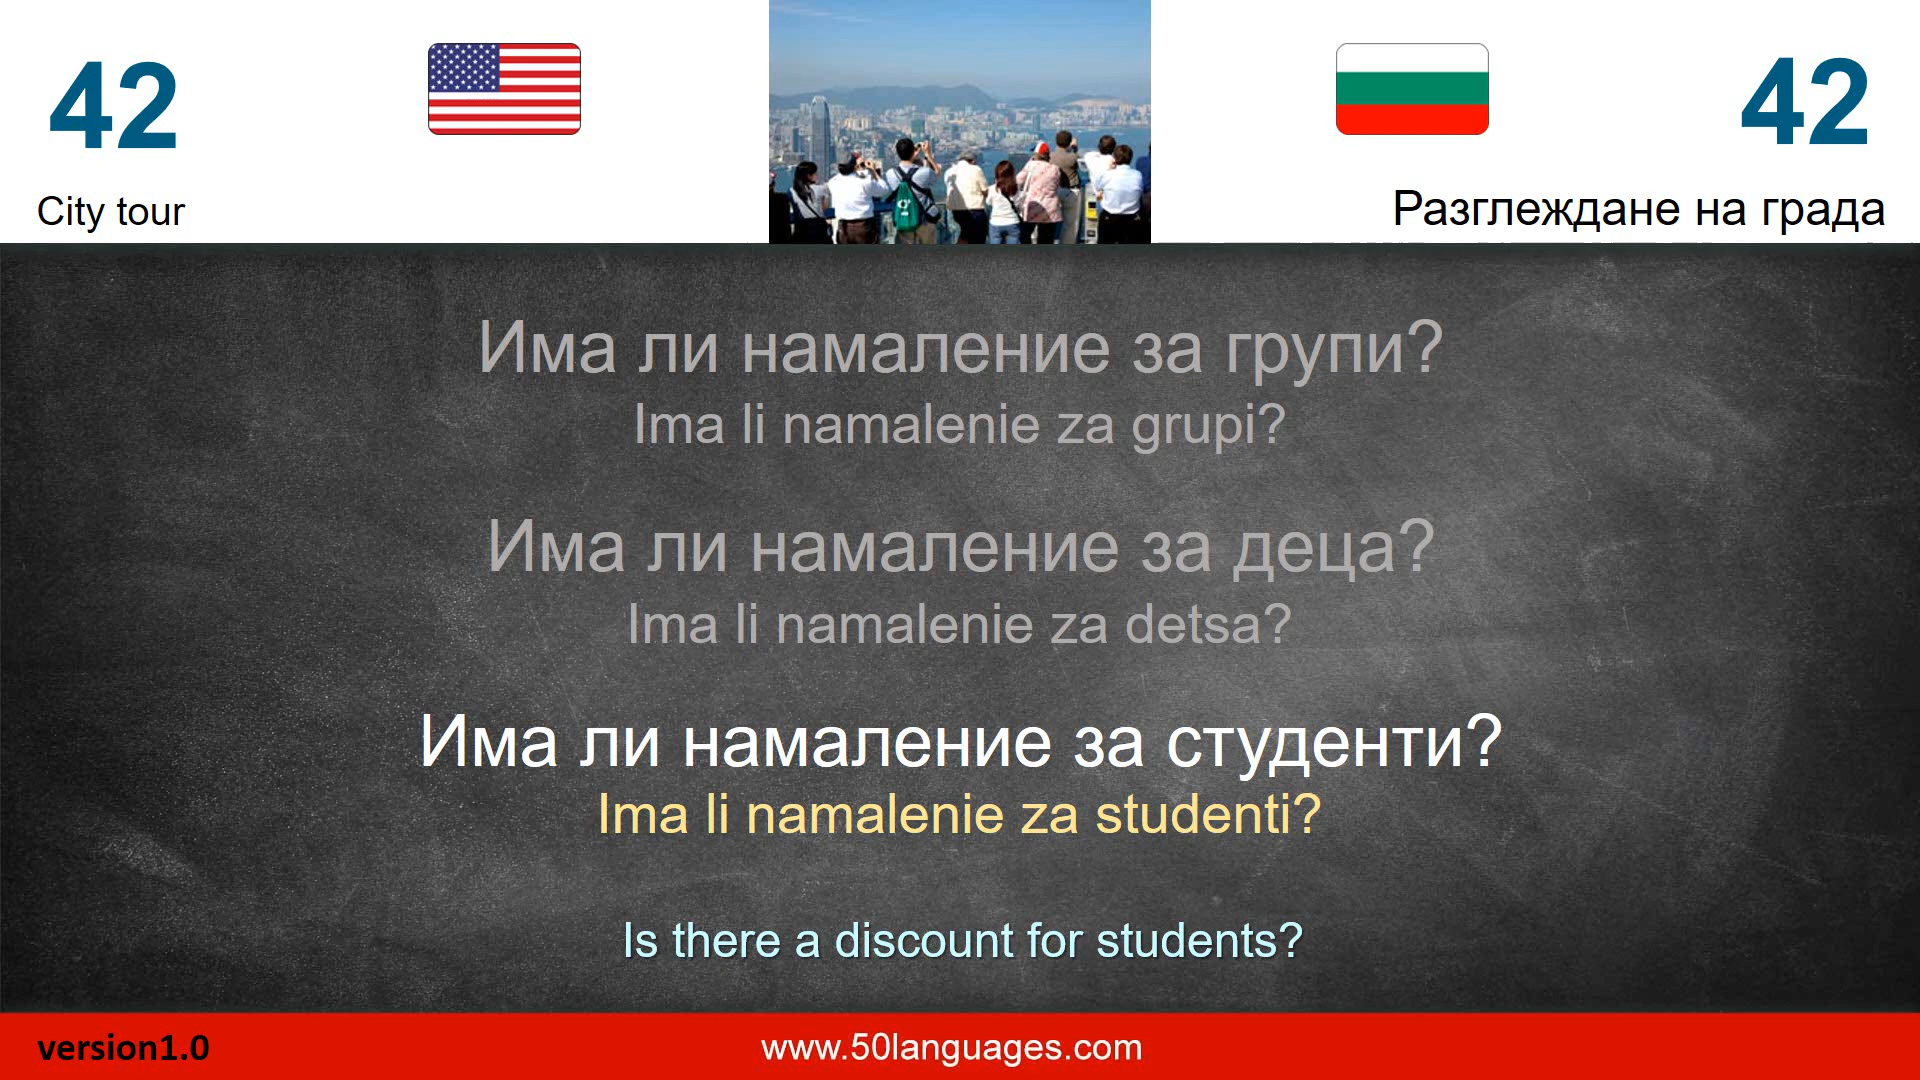 42
42
City tour
Разглеждане на града
Има ли намаление за групи?
Ima li namalenie za grupi?
Има ли намаление за деца?
Ima li namalenie za detsa?
Има ли намаление за студенти?
Ima li namalenie za studenti?
Is there a discount for students?
version1.0
www.50languages.com